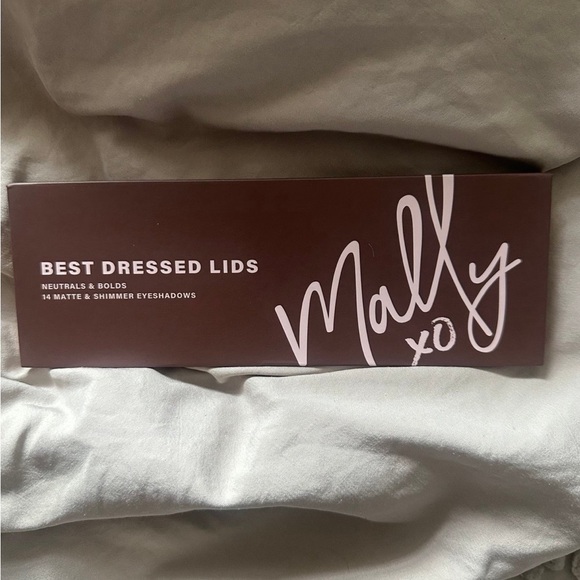 BEST DRESSED LIDS
NEUTRALS & BOLDS
14 MATTE & SHIMMER EYESHADOWS
Mally
xo